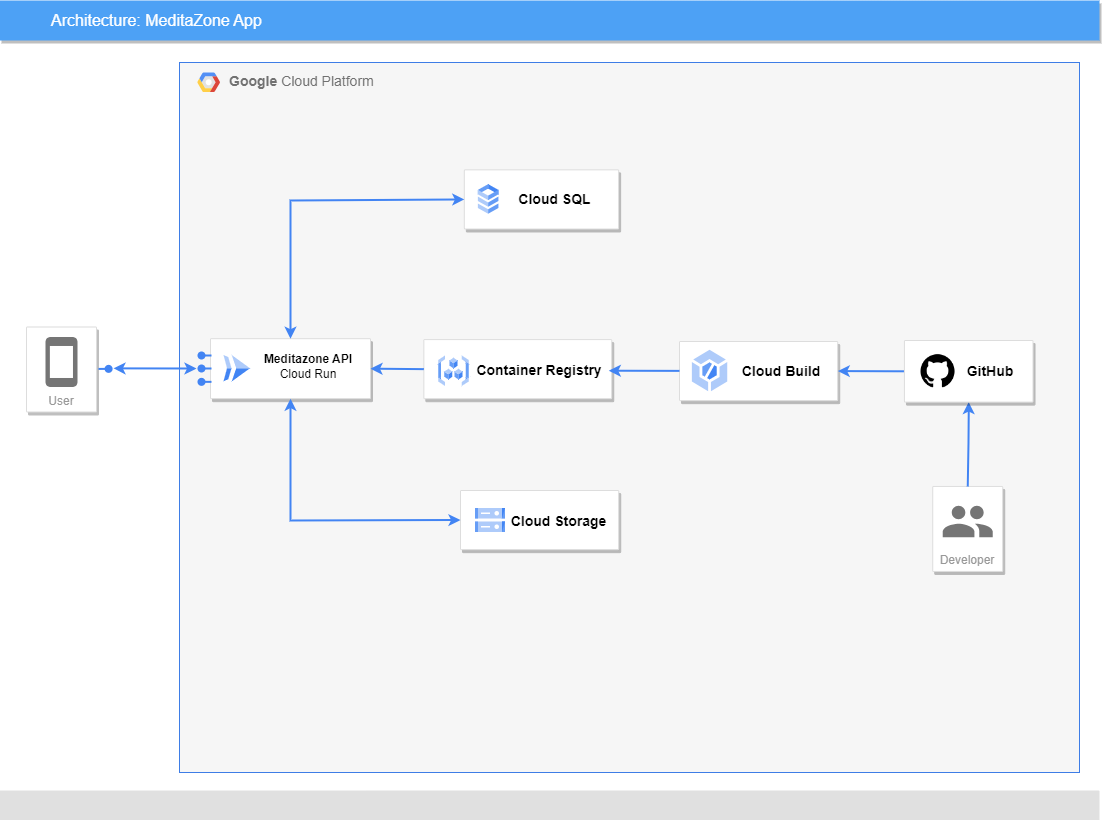 Architecture: MeditaZone App
Google Cloud Platform
Cloud SQL
User
Meditazone API
Cloud Run
Container Registry
Cloud Build
GitHub
Cloud Storage
Developer